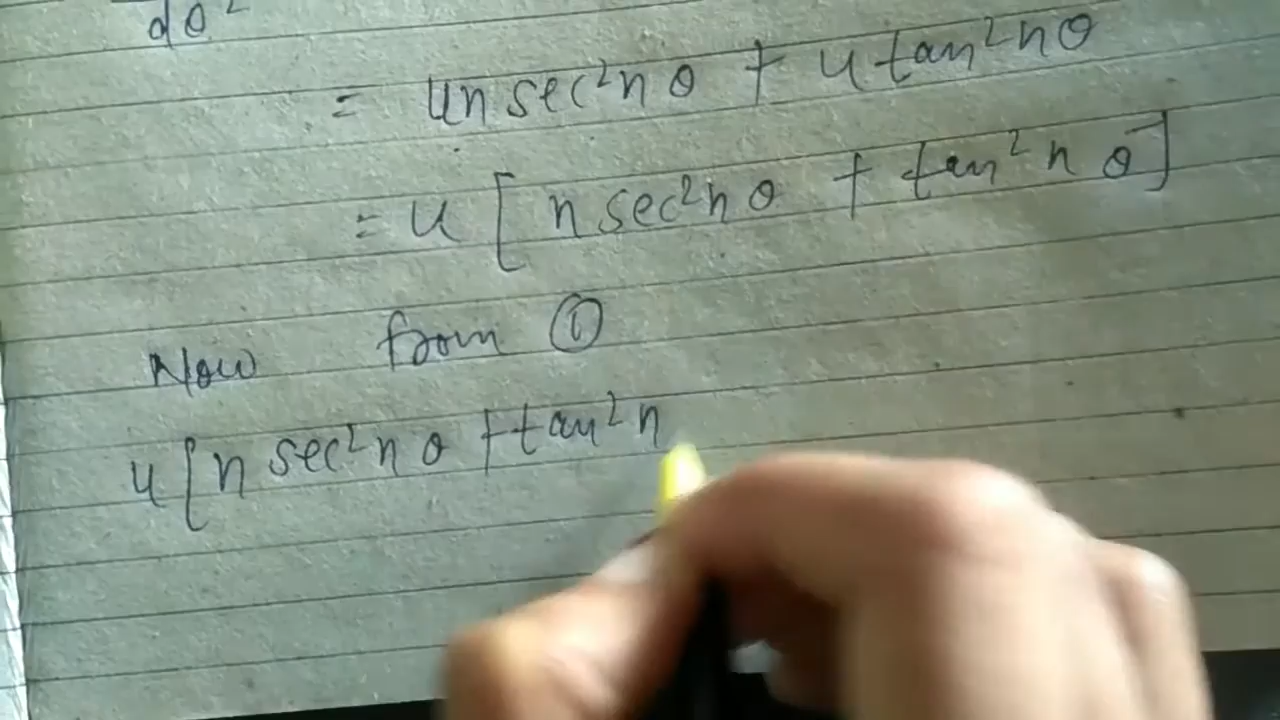 dθ²
= un sec²nθ + u tan²nθ
= u [ n sec²nθ + tan²nθ]
Now from ①
u[n sec²nθ + tan²n